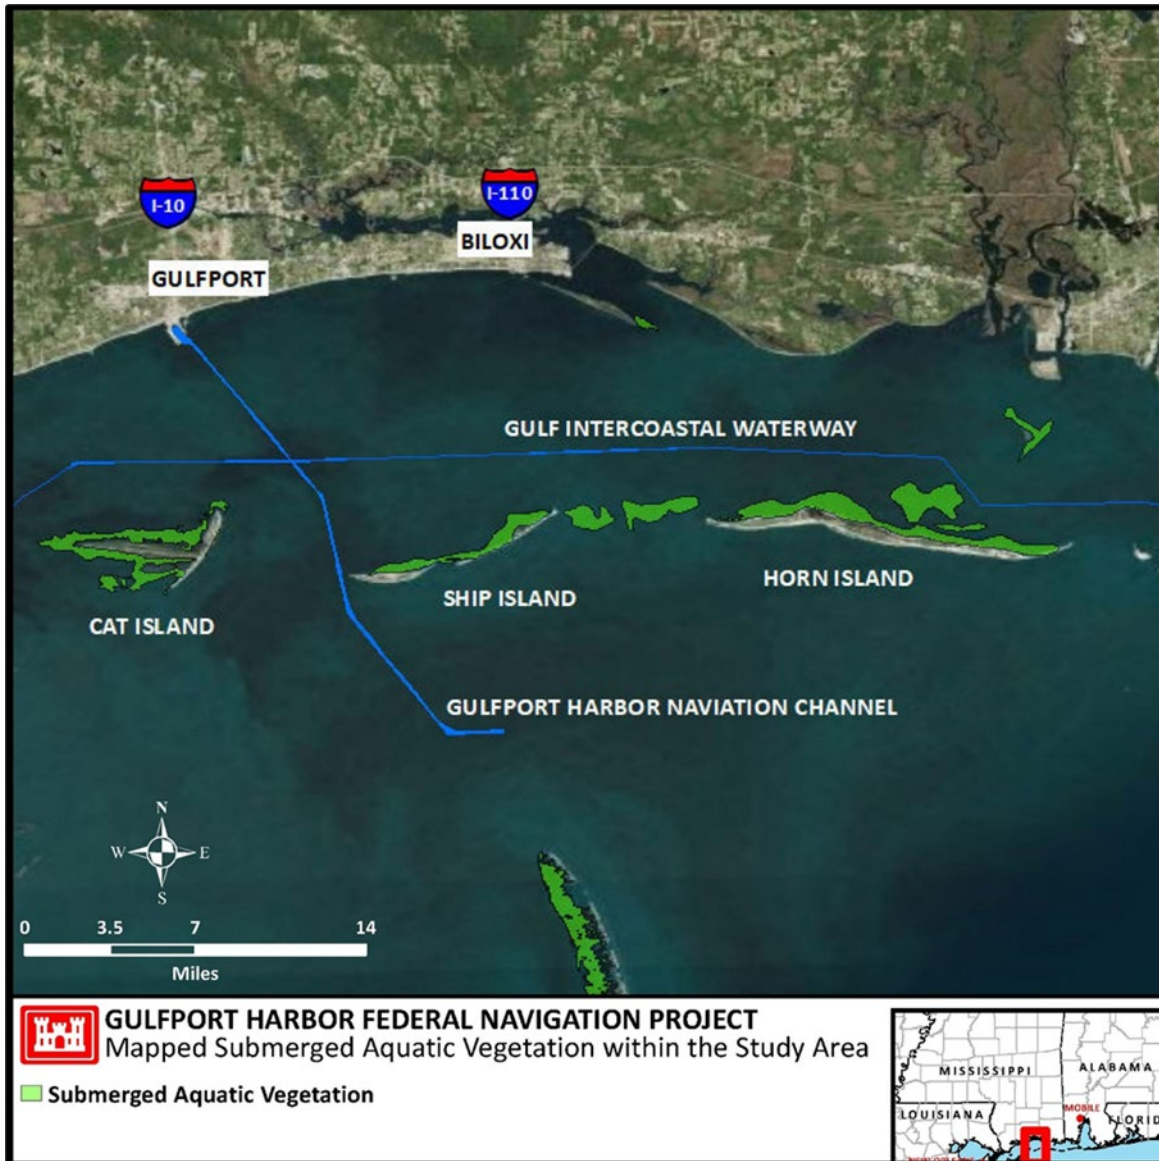 I-10
I-110
BILOXI
GULFPORT
GULF INTERCOASTAL WATERWAY
HORN ISLAND
SHIP ISLAND
CAT ISLAND
GULFPORT HARBOR NAVIATION CHANNEL
N
W E
S
0 3.5 7 14
Miles
GULFPORT HARBOR FEDERAL NAVIGATION PROJECT
Mapped Submerged Aquatic Vegetation within the Study Area
Submerged Aquatic Vegetation
MISSISSIPPI
ALABAMA
MOBILE
LOUISIANA